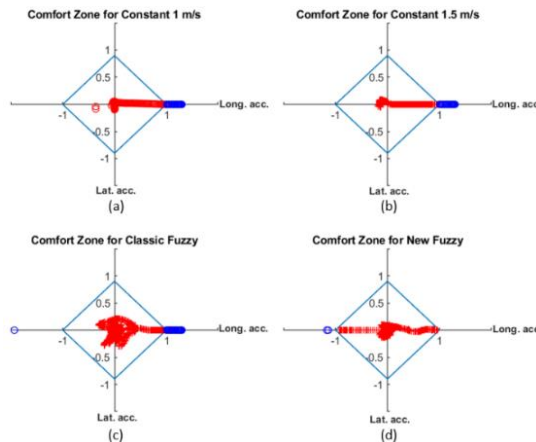 Comfort Zone for Constant 1 m/s
1
0.5
Long. acc.
-1
1
-0.5
-1
Lat. acc.
(a)
Comfort Zone for Constant 1.5 m/s
1
0.5
Long. acc.
-1
1
-0.5
-1
Lat. acc.
(b)
Comfort Zone for Classic Fuzzy
1
0.5
Long. acc.
-1
1
-0.5
-1
Lat. acc.
(c)
Comfort Zone for New Fuzzy
1
0.5
Long. acc.
-1
1
-0.5
-1
Lat. acc.
(d)